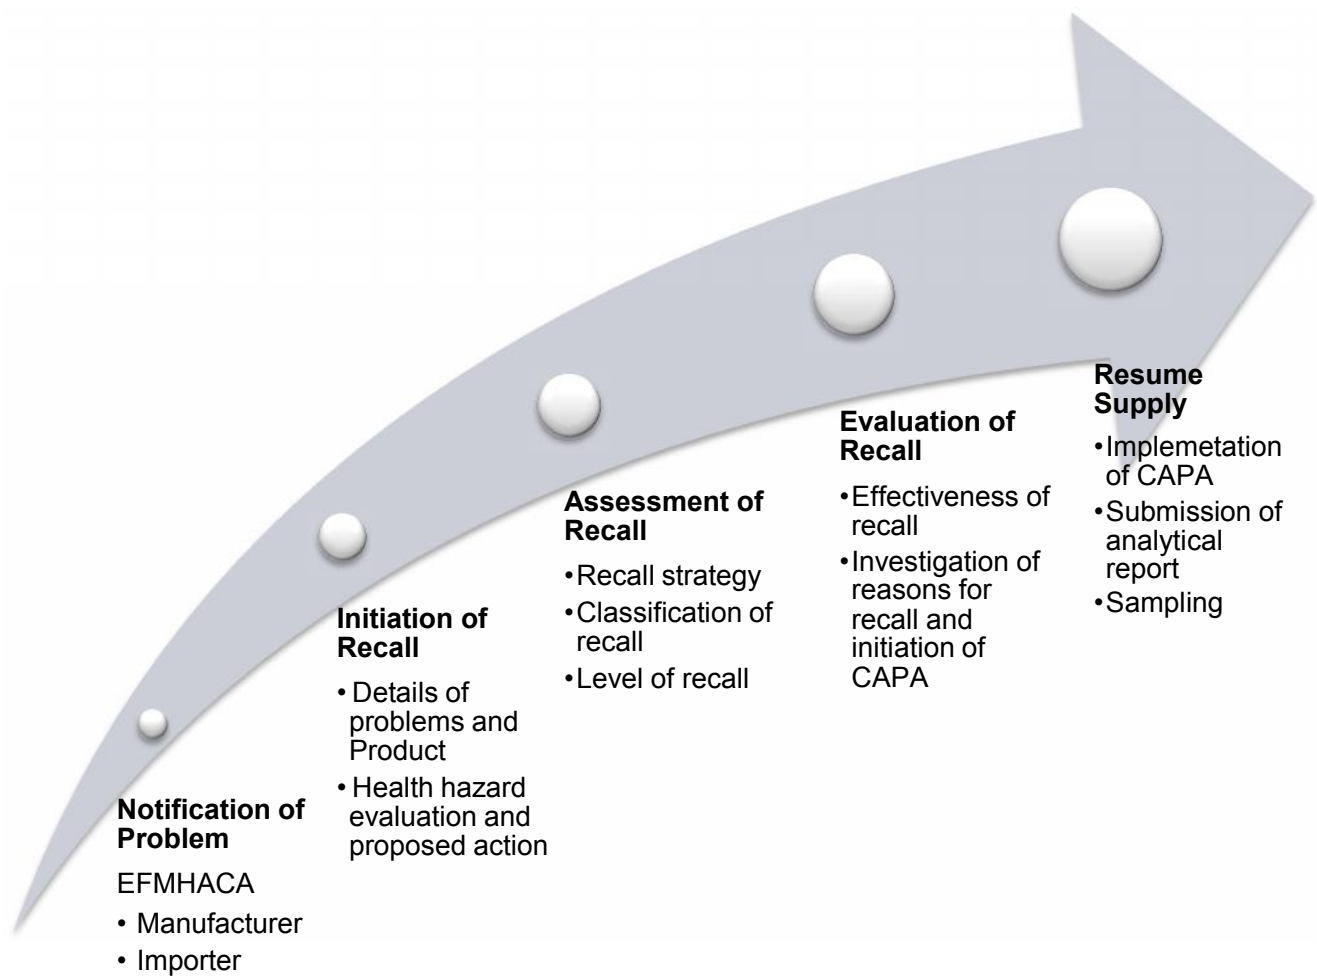 Notification of
Problem
EFMHACA
• Manufacturer
• Importer
Initiation of
Recall
• Details of
problems and
Product
• Health hazard
evaluation and
proposed action
Assessment of
Recall
•Recall strategy
•Classification of
recall
•Level of recall
Evaluation of
Recall
•Effectiveness of
recall
•Investigation of
reasons for
recall and
initiation of
CAPA
Resume
Supply
•Implemetation
of CAPA
•Submission of
analytical
report
•Sampling